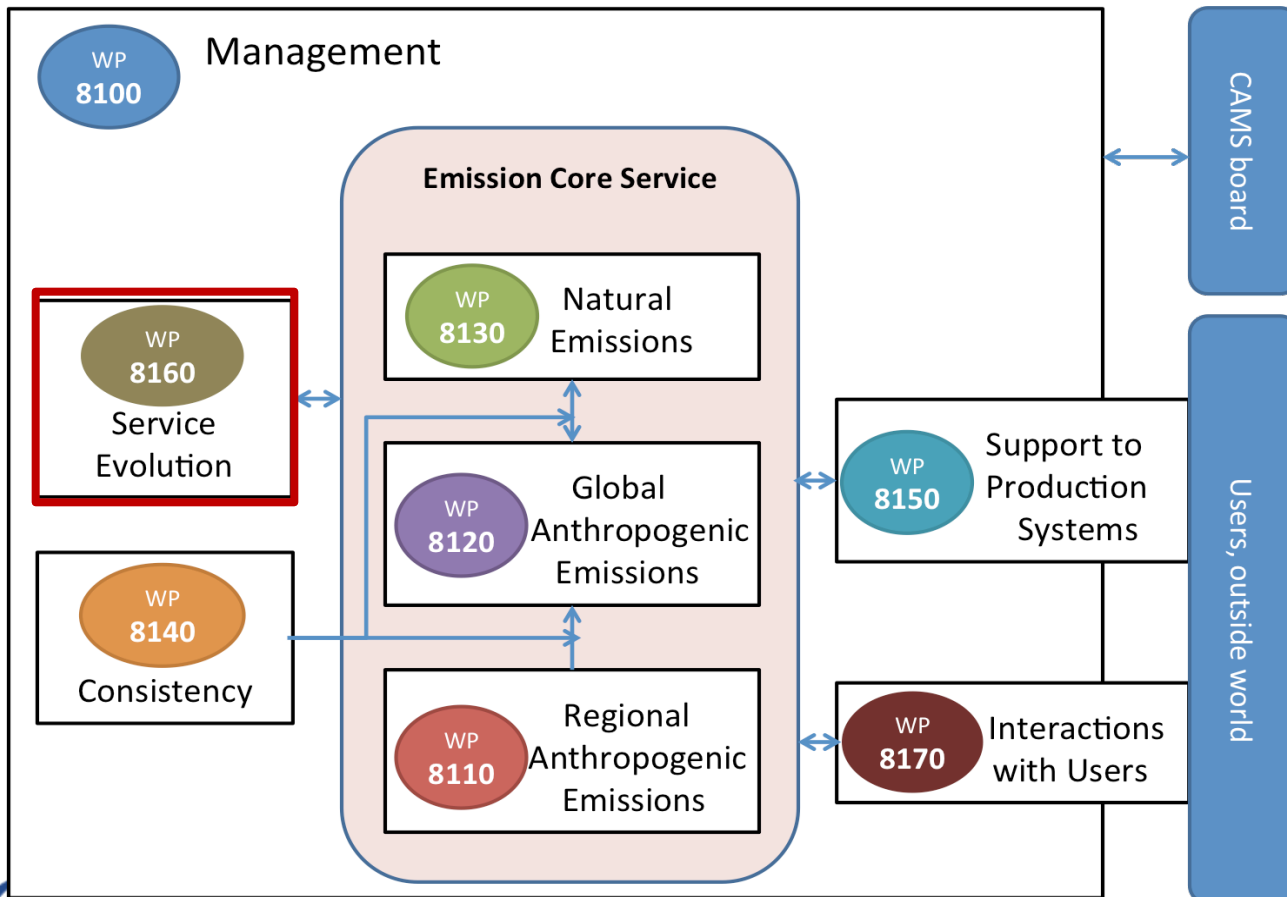 WP
8100
Management
CAMS board
Emission Core Service
WP
8130
Natural
Emissions
WP
8160
Service
Evolution
WP
8120
Global
Anthropogenic
Emissions
WP
8150
Support to
Production
Systems
WP
8140
Consistency
WP
8110
Regional
Anthropogenic
Emissions
WP
8170
Interactions
with Users
Users, outside world